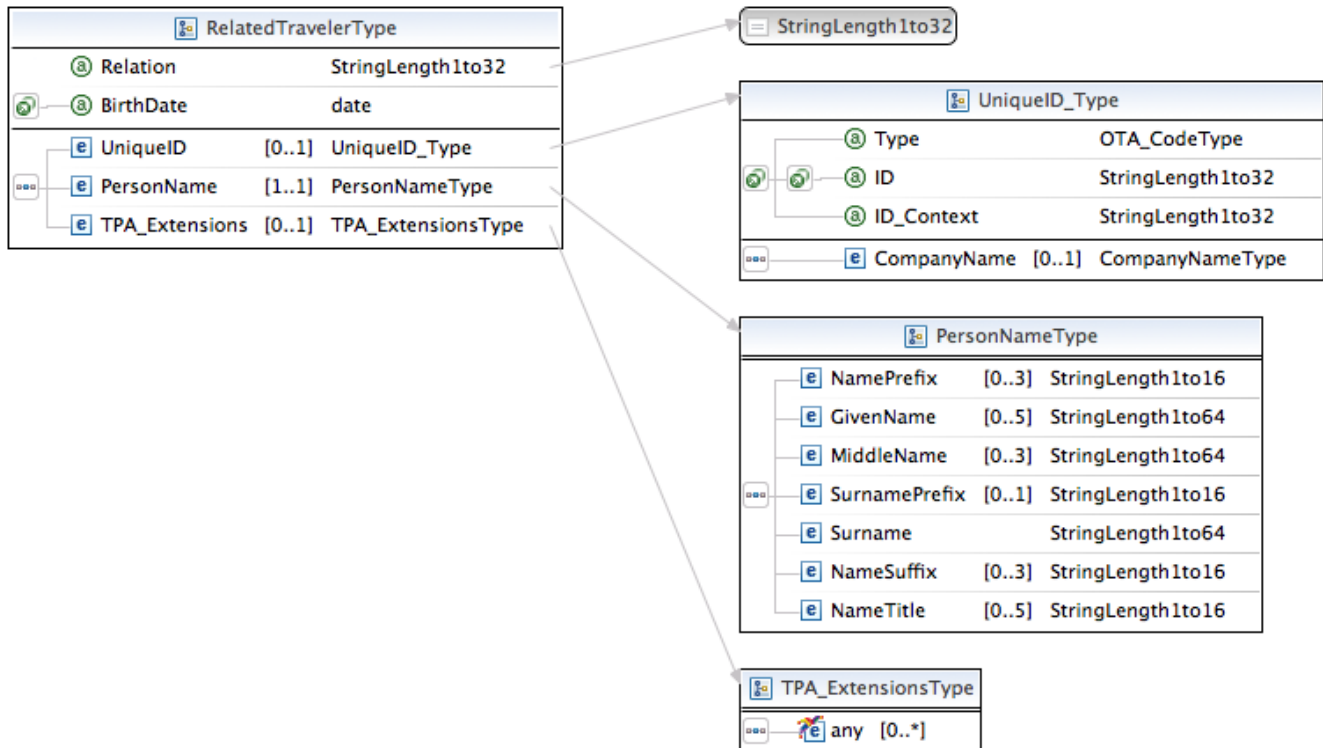 RelatedTravelerType
a Relation StringLength1to32
a BirthDate date
e UniqueID [0..1] UniqueID_Type
e PersonName [1..1] PersonNameType
e TPA_Extensions [0..1] TPA_ExtensionsType
StringLength1to32
UniqueID_Type
a Type OTA_CodeType
a ID StringLength1to32
a ID_Context StringLength1to32
e CompanyName [0..1] CompanyNameType
PersonNameType
e NamePrefix [0..3] StringLength1to16
e GivenName [0..5] StringLength1to64
e MiddleName [0..3] StringLength1to64
e SurnamePrefix [0..1] StringLength1to16
e Surname StringLength1to64
e NameSuffix [0..3] StringLength1to16
e NameTitle [0..5] StringLength1to16
TPA_ExtensionsType
e any [0..*]